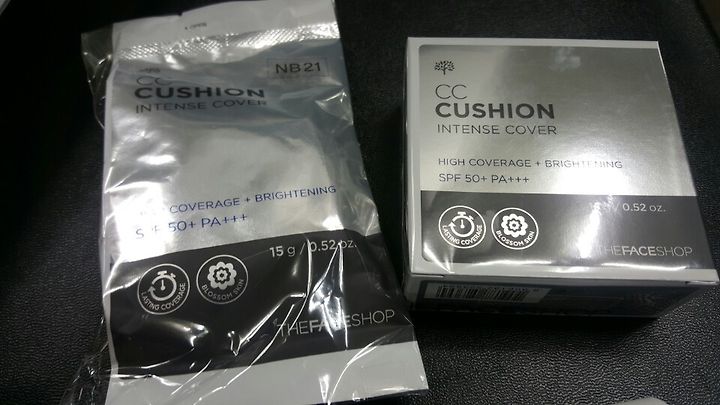 NB21
CC
CUSHION
INTENSE COVER
COVERAGE + BRIGHTENING
50+ PA+++
15 g / 0.52 oz.
LASTING COVERAGE
BLOSSOM SKIN
THEFACESHOP
CC
CUSHION
INTENSE COVER
HIGH COVERAGE + BRIGHTENING
SPF 50+ PA+++
/ 0.52 oz.
LASTING COVERAGE
BLOSSOM SKIN
THEFACESHOP